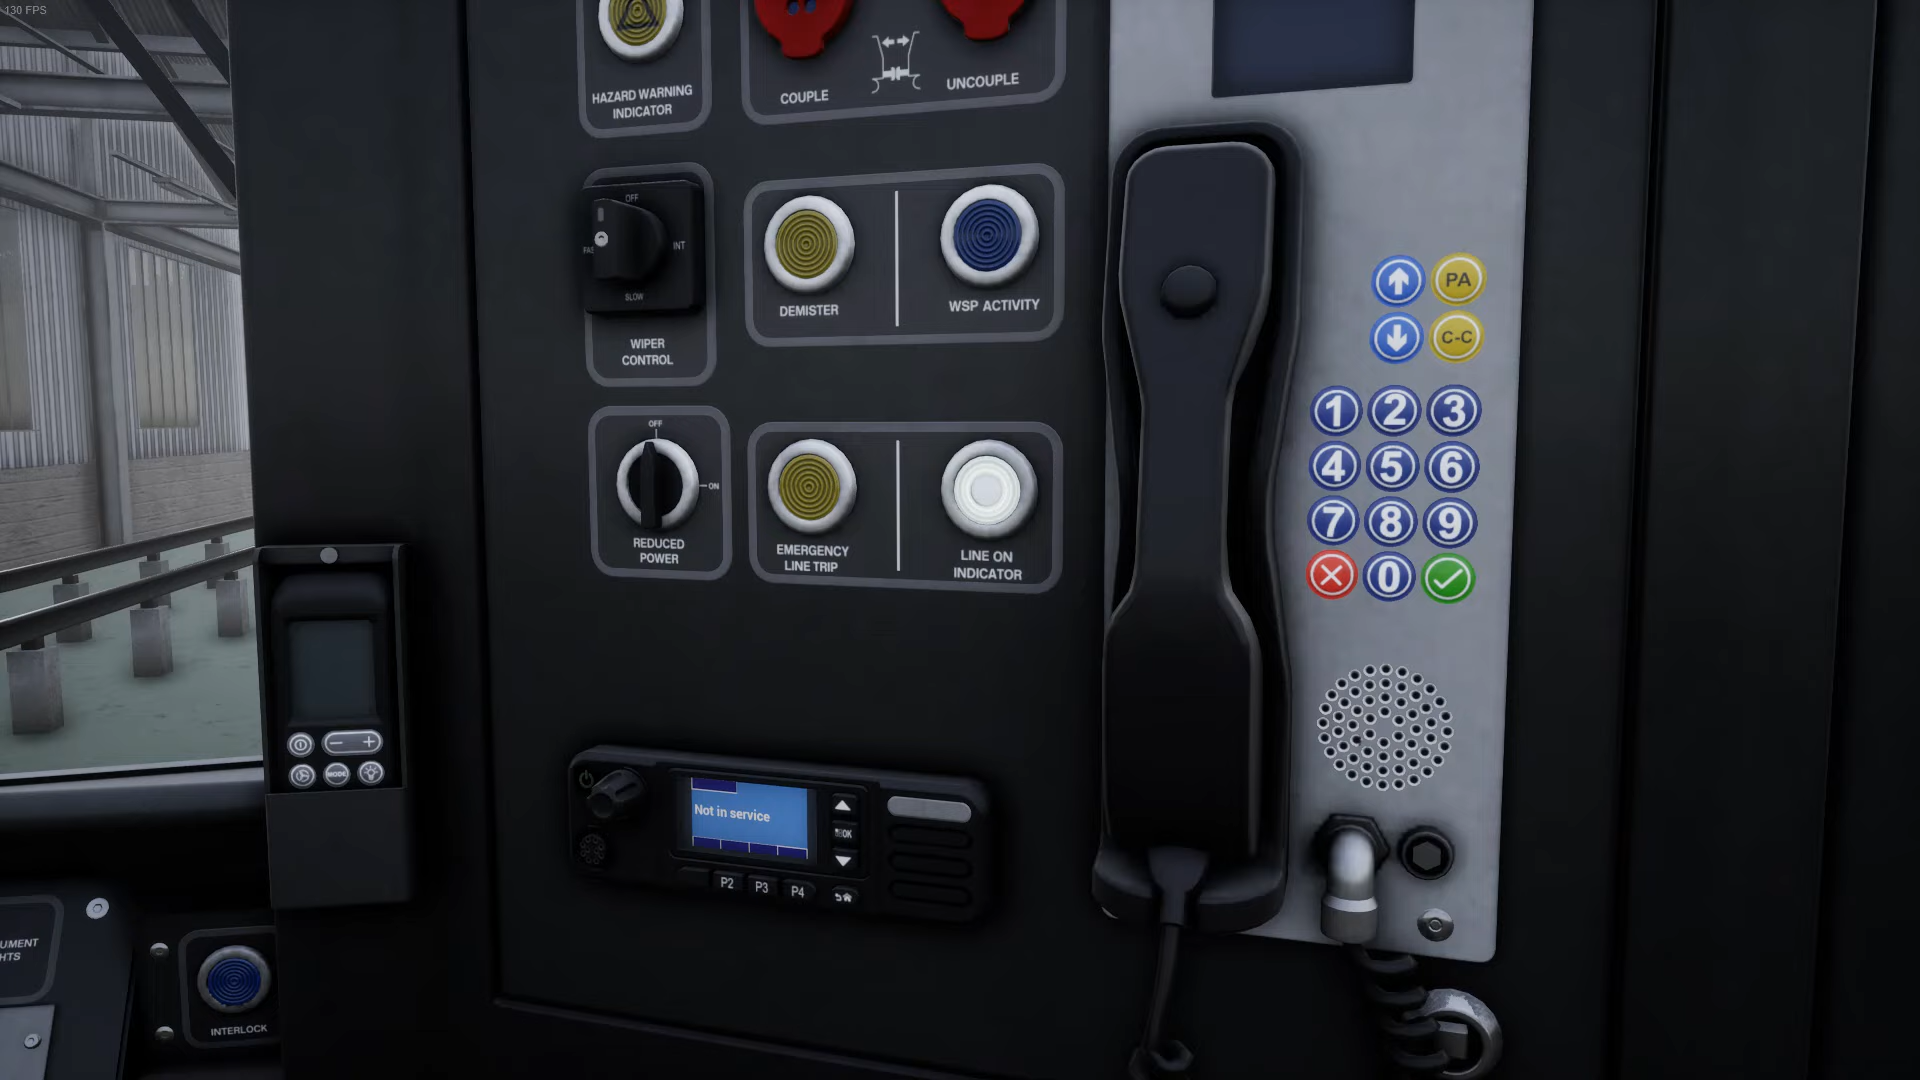 130 FPS
HAZARD WARNING
INDICATOR
COUPLE
UNCOUPLE
OFF
INT
SLOW
WIPER
CONTROL
DEMISTER
WSP ACTIVITY
OFF
ON
REDUCED
POWER
EMERGENCY
LINE TRIP
LINE ON
INDICATOR
PA
C-C
1 2 3
4 5 6
7 8 9
0
- +
MODE
Not in service
OK
P2 P3 P4
INTERLOCK